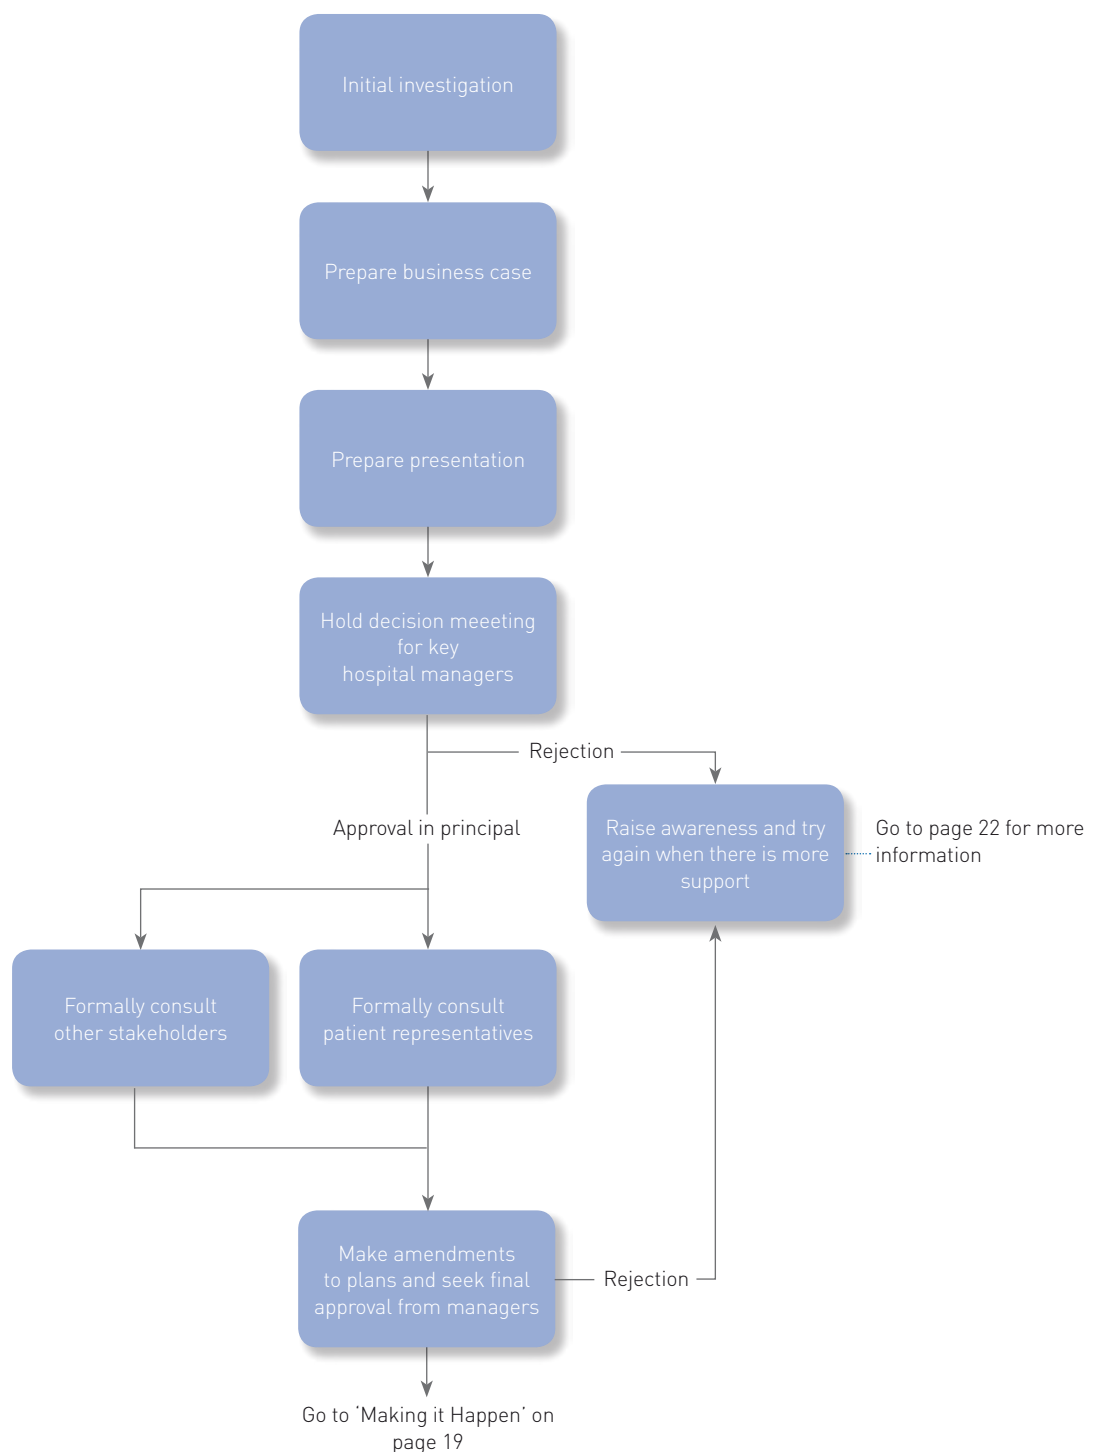 Initial investigation
Prepare business case
Prepare presentation
Hold decision meeeting
for key
hospital managers
Rejection
Approval in principal
Raise awareness and try
again when there is more
support
Go to page 22 for more
information
Formally consult
other stakeholders
Formally consult
patient representatives
Make amendments
to plans and seek final
approval from managers
Rejection
Go to ‘Making it Happen’ on
page 19